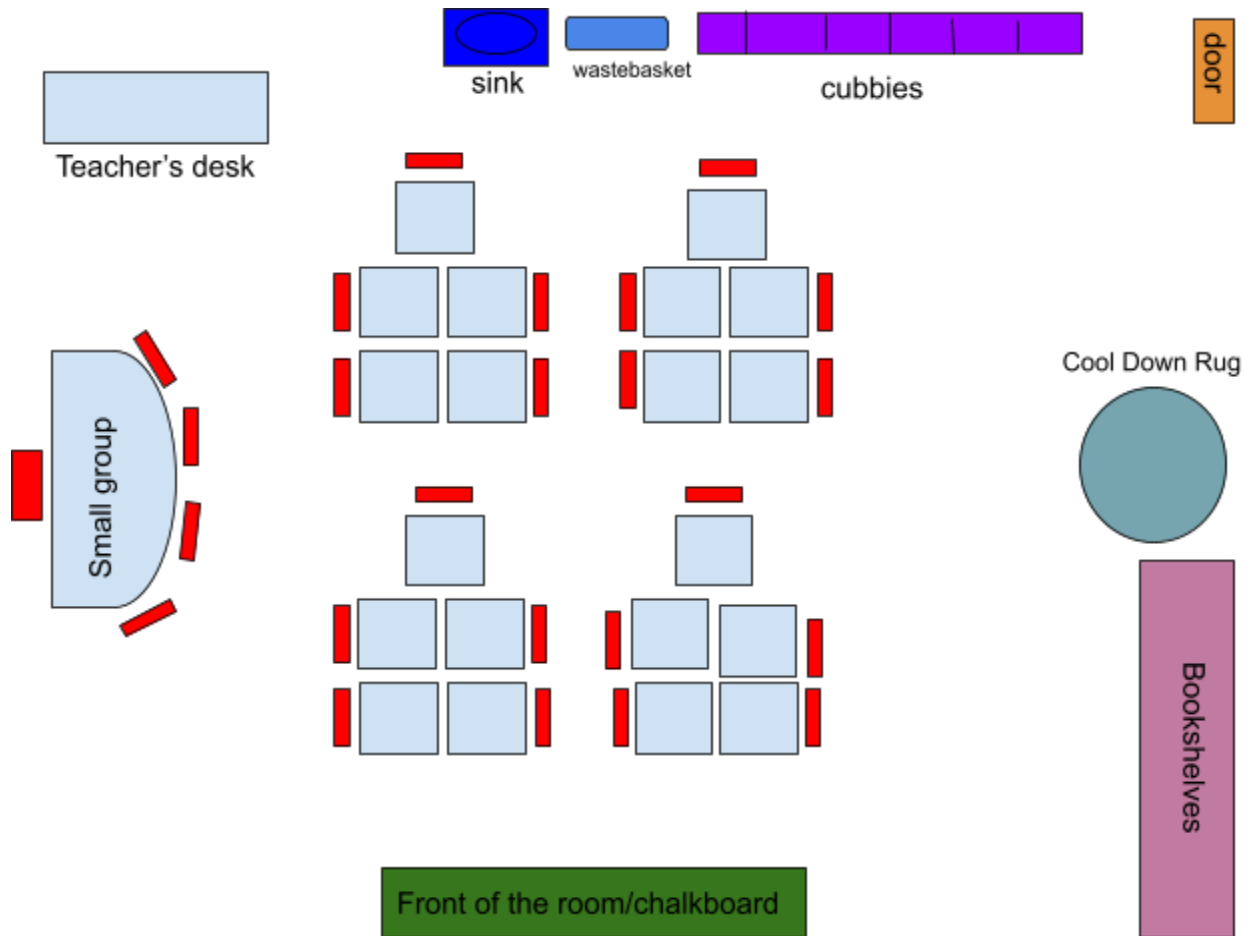 sink
wastebasket
cubbies
door
Teacher's desk
Cool Down Rug
Small group
Bookshelves
Front of the room/chalkboard